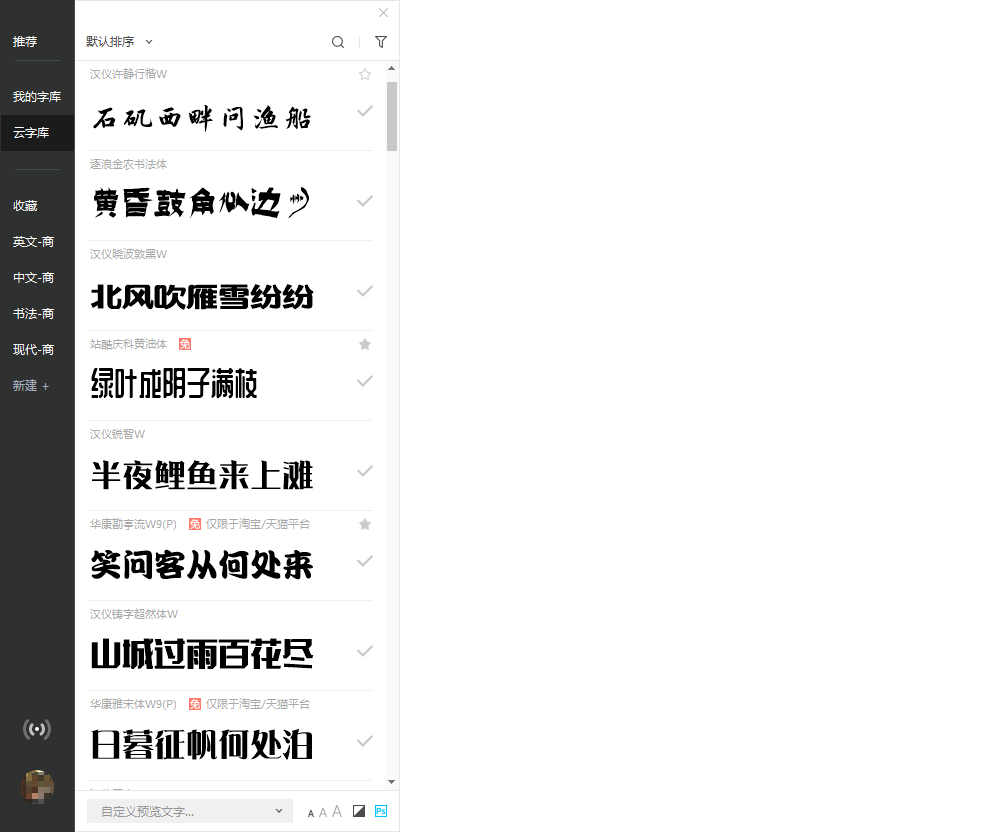 推荐
我的字库
云字库
收藏
英文-商
中文-商
书法-商
现代-商
新建 +
默认排序
汉仪许静行楷W
石矶西畔问渔船
逐浪金农书法体
黄昏鼓角似边
汉仪晓波敦黑W
北风吹雁雪纷纷
站酷庆科黄油体 免
绿叶成阴子满枝
汉仪锐智W
半夜鲤鱼来上滩
华康勘亭流W9(P) 免 仅限于淘宝/天猫平台
笑问客从何处来
汉仪铸字超然体W
山城过雨百花尽
华康雅宋体W9(P) 免 仅限于淘宝/天猫平台
日暮征帆何处泊
自定义预览文字... A A A Ps